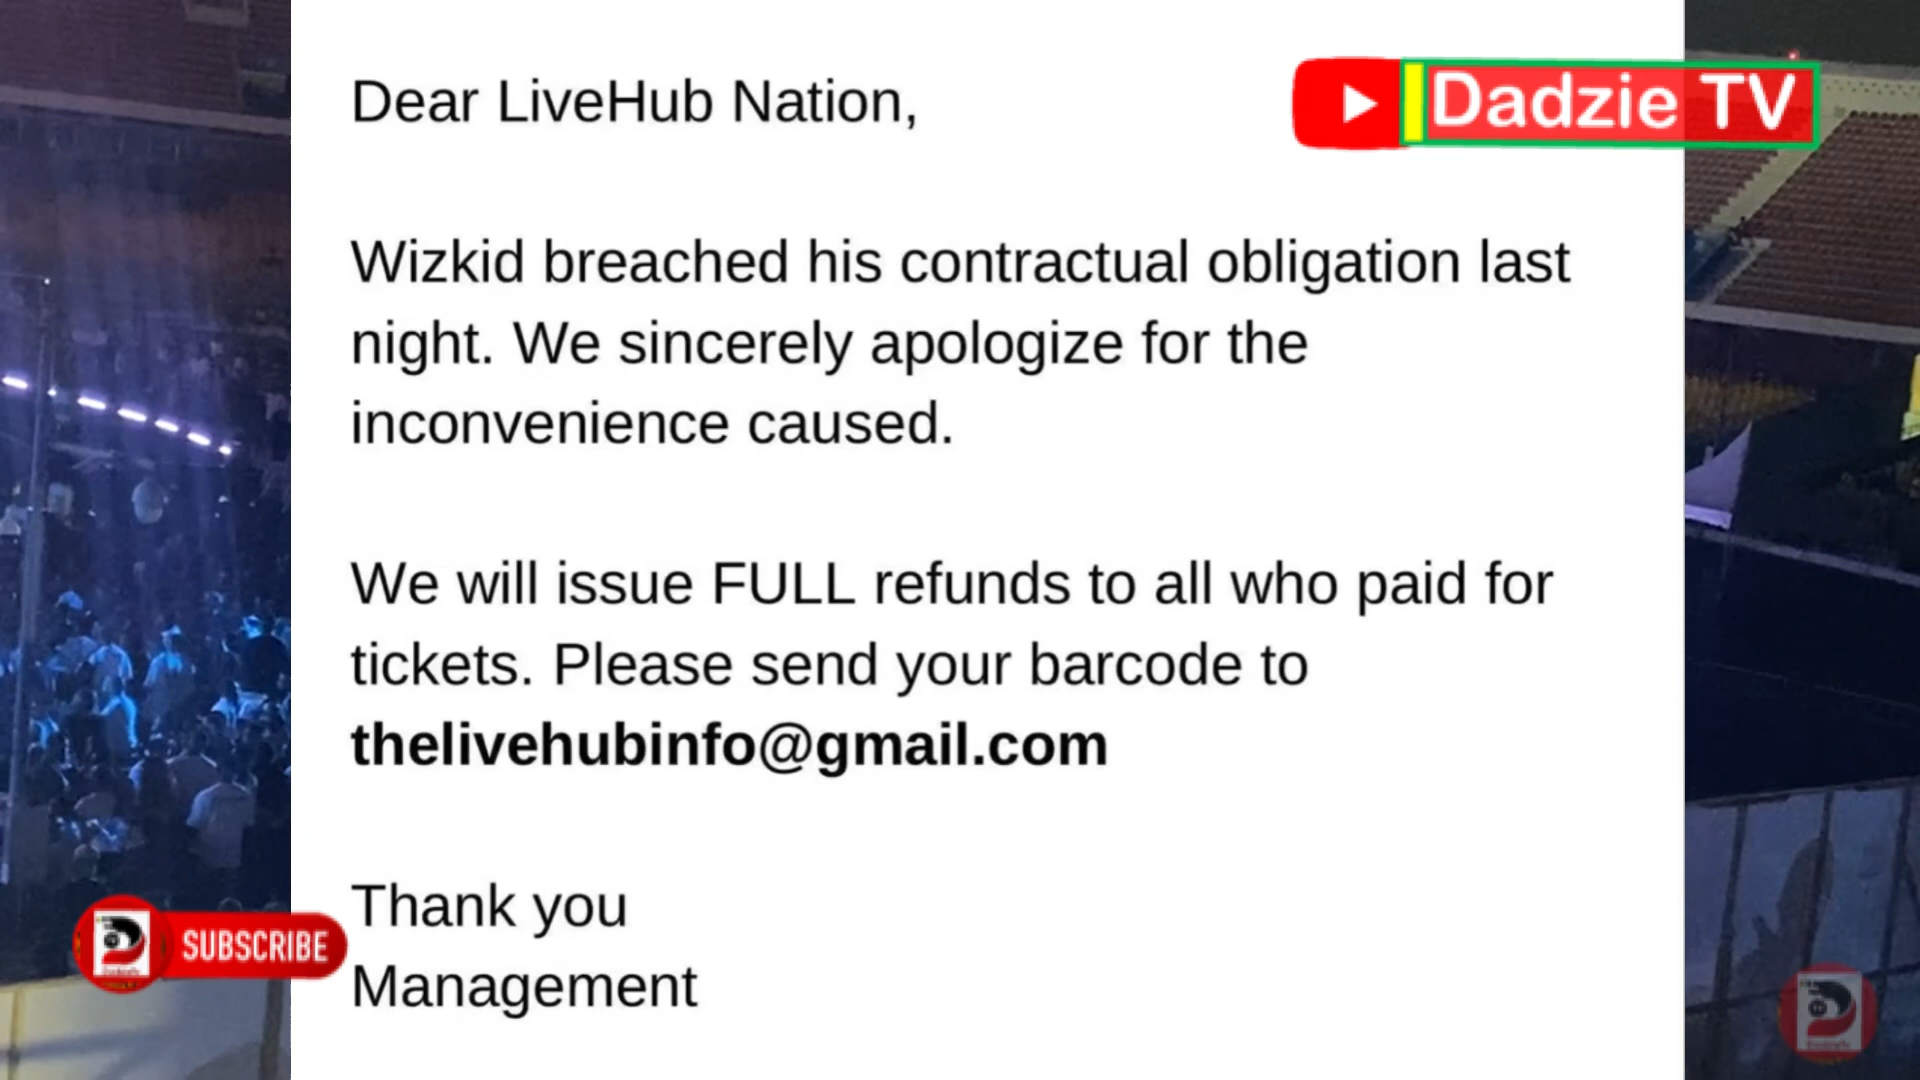 Dear LiveHub Nation,
Dadzie TV
Wizkid breached his contractual obligation last
night. We sincerely apologize for the
inconvenience caused.
We will issue FULL refunds to all who paid for
tickets. Please send your barcode to
thelivehubinfo@gmail.com
Thank you
SUBSCRIBE
Management